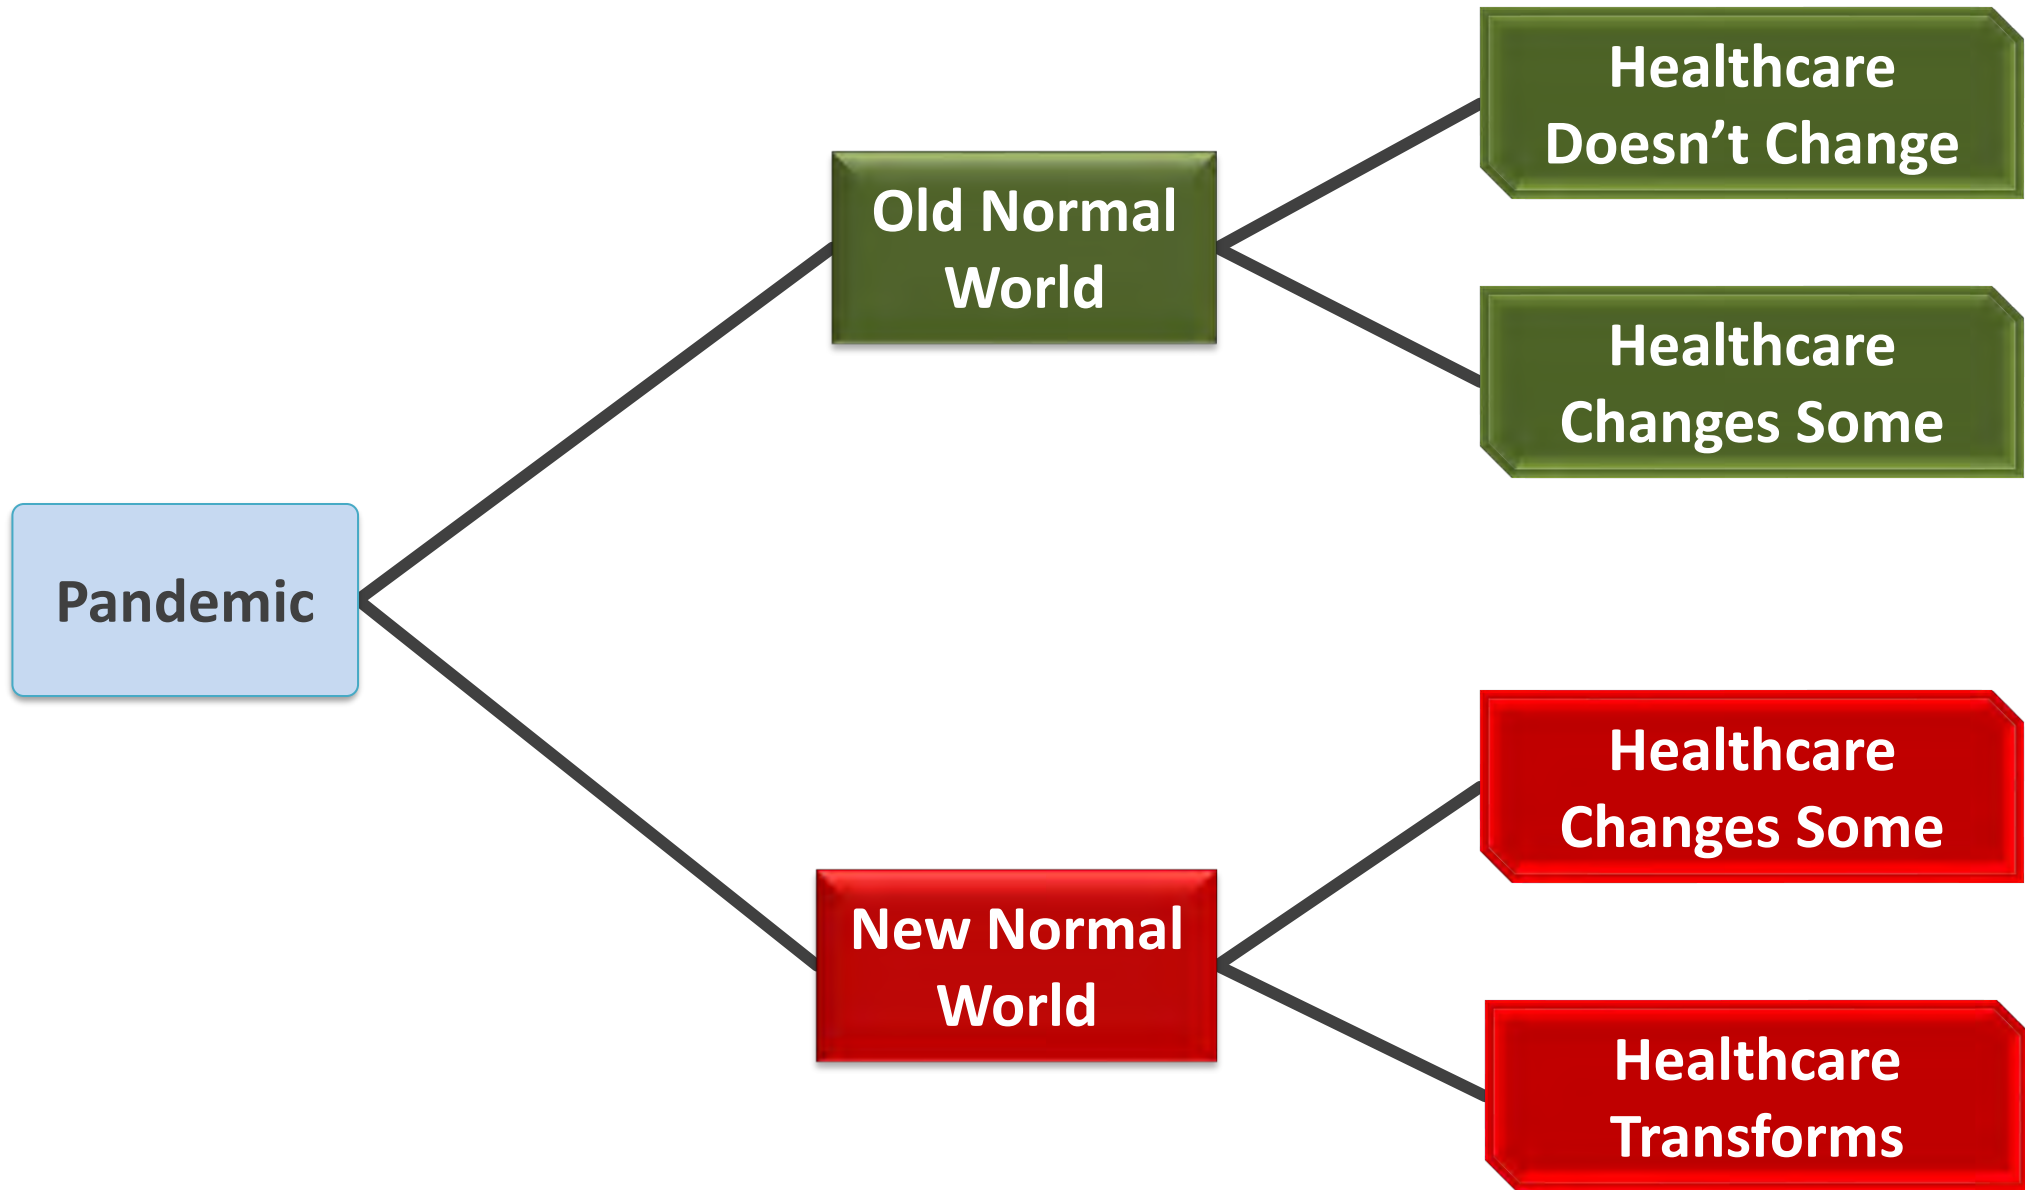 Healthcare
Doesn’t Change
Old Normal
World
Healthcare
Changes Some
Pandemic
Healthcare
Changes Some
New Normal
World
Healthcare
Transforms